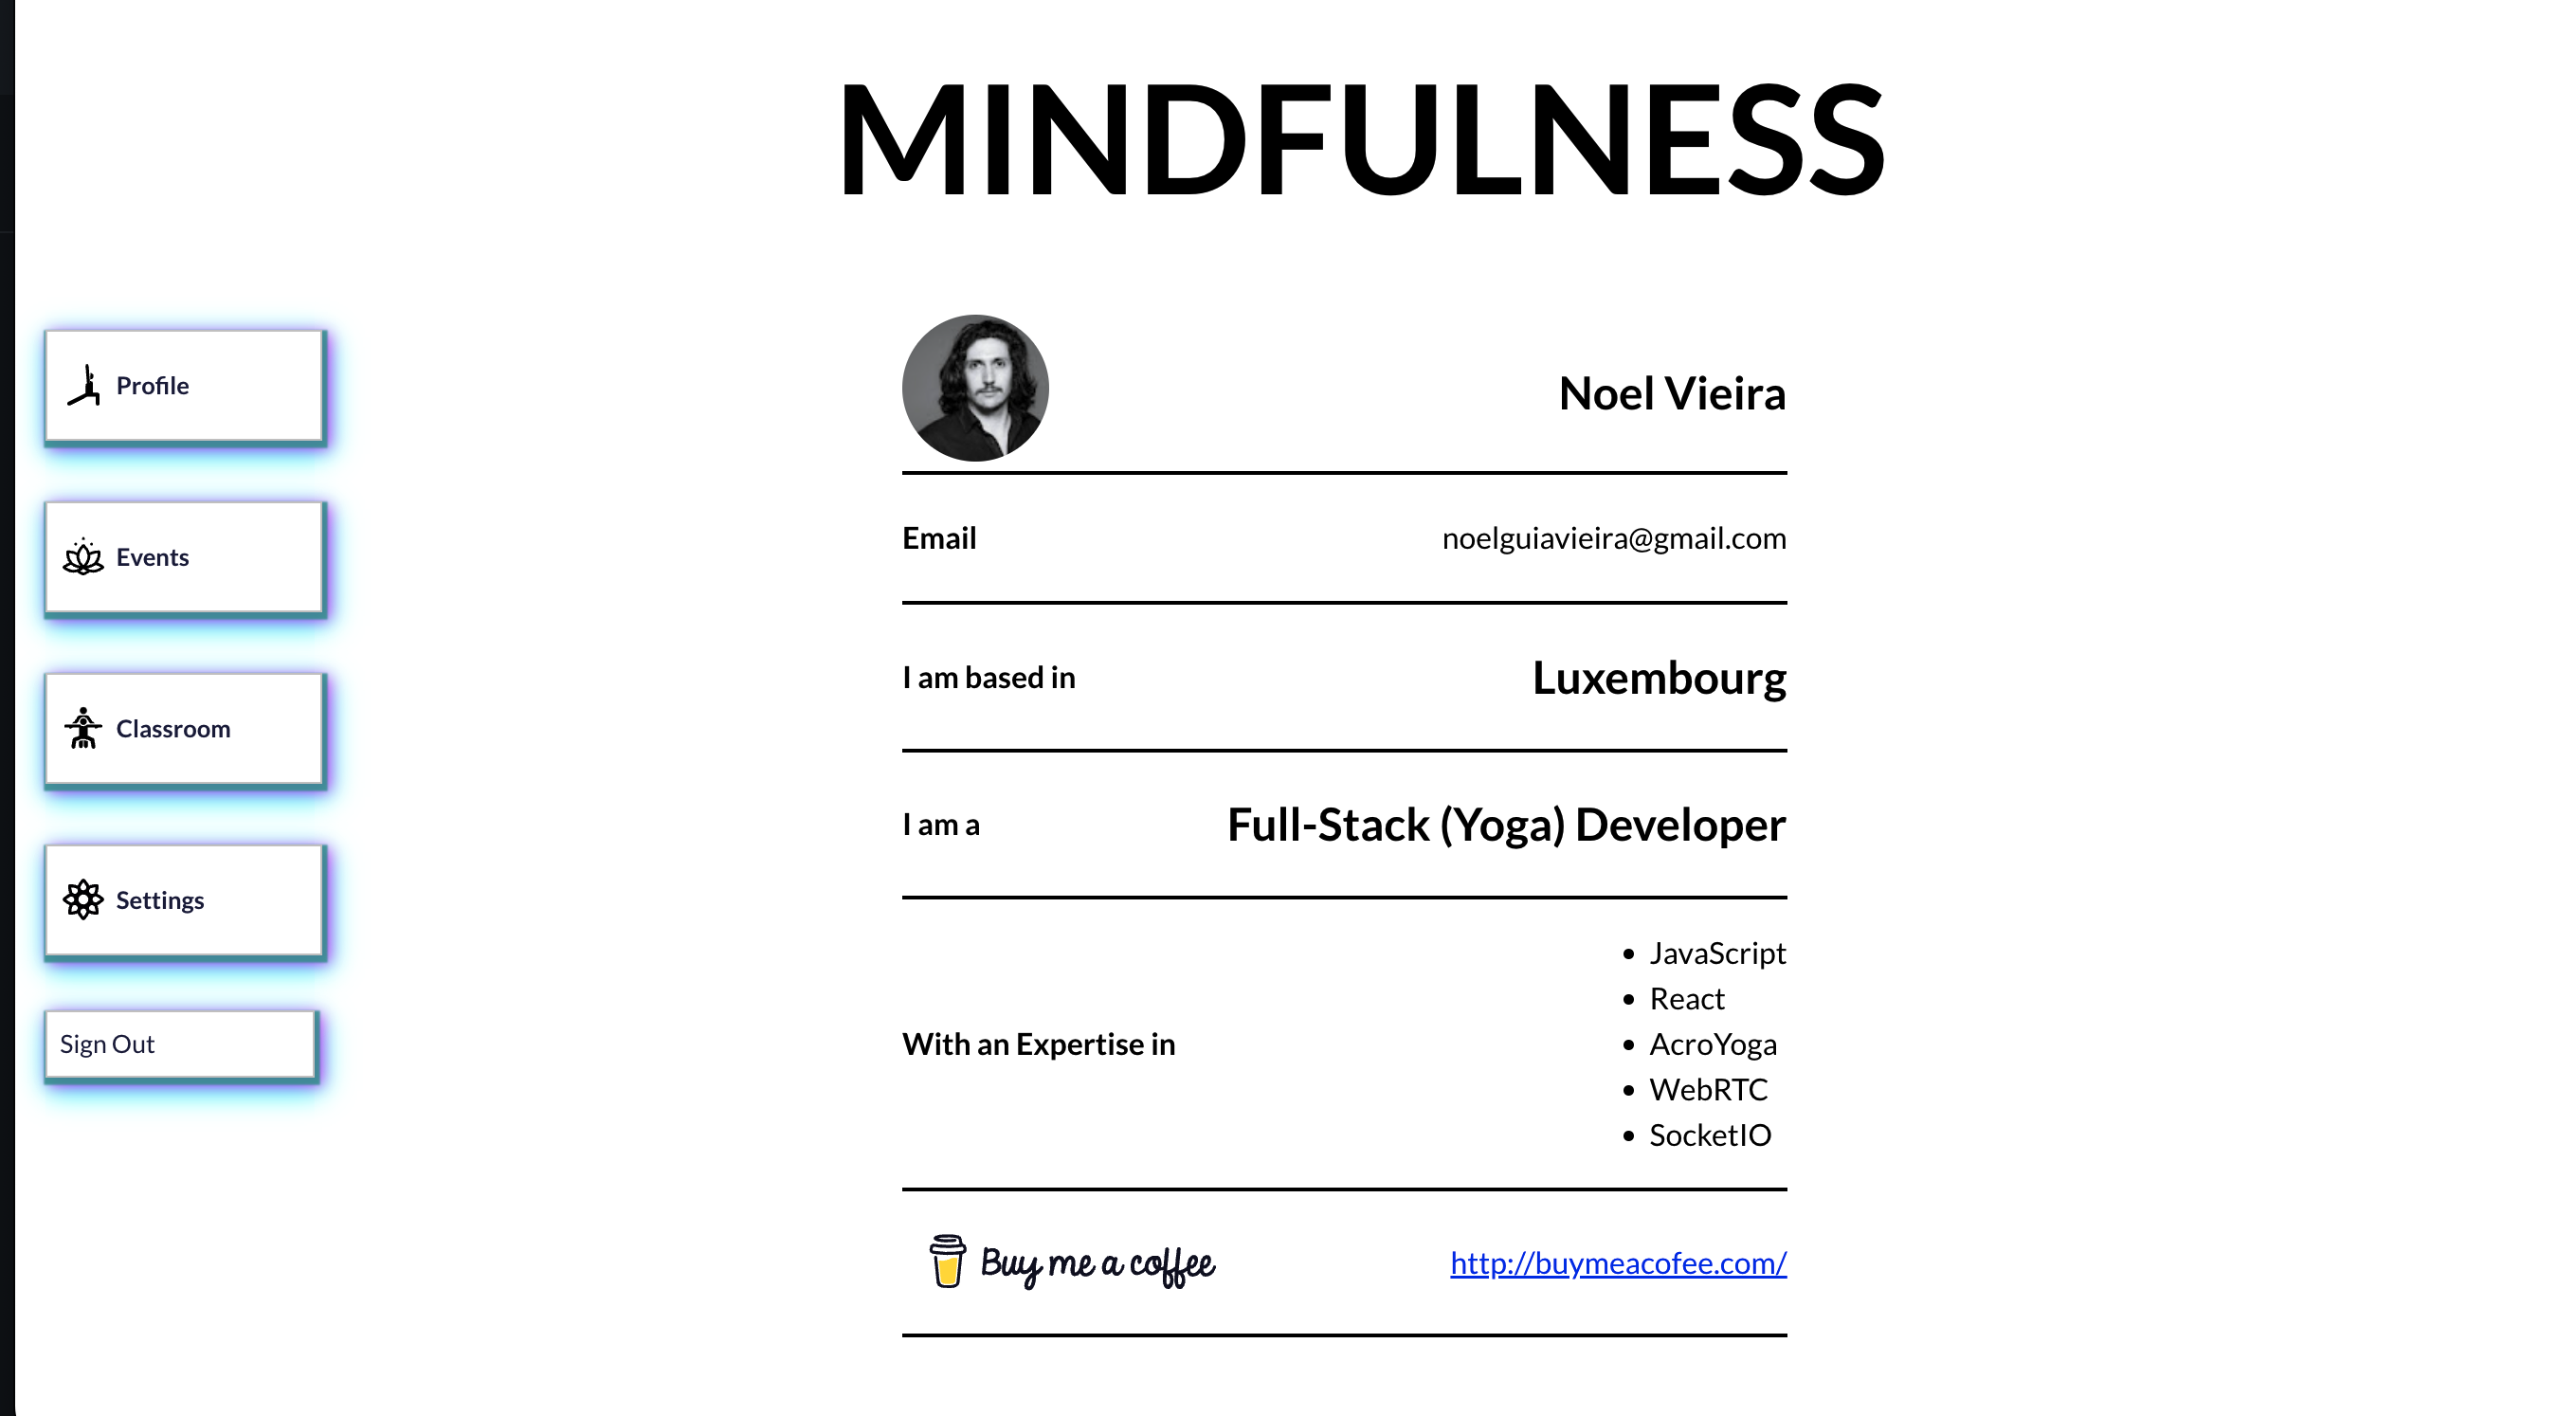 MINDFULNESS
Profile
Events
Classroom
Settings
Sign Out
Noel Vieira
Email noelguiavieira@gmail.com
I am based in Luxembourg
I am a Full-Stack (Yoga) Developer
With an Expertise in
JavaScript
React
AcroYoga
WebRTC
SocketIO
Buy me a coffee http://buymeacofee.com/